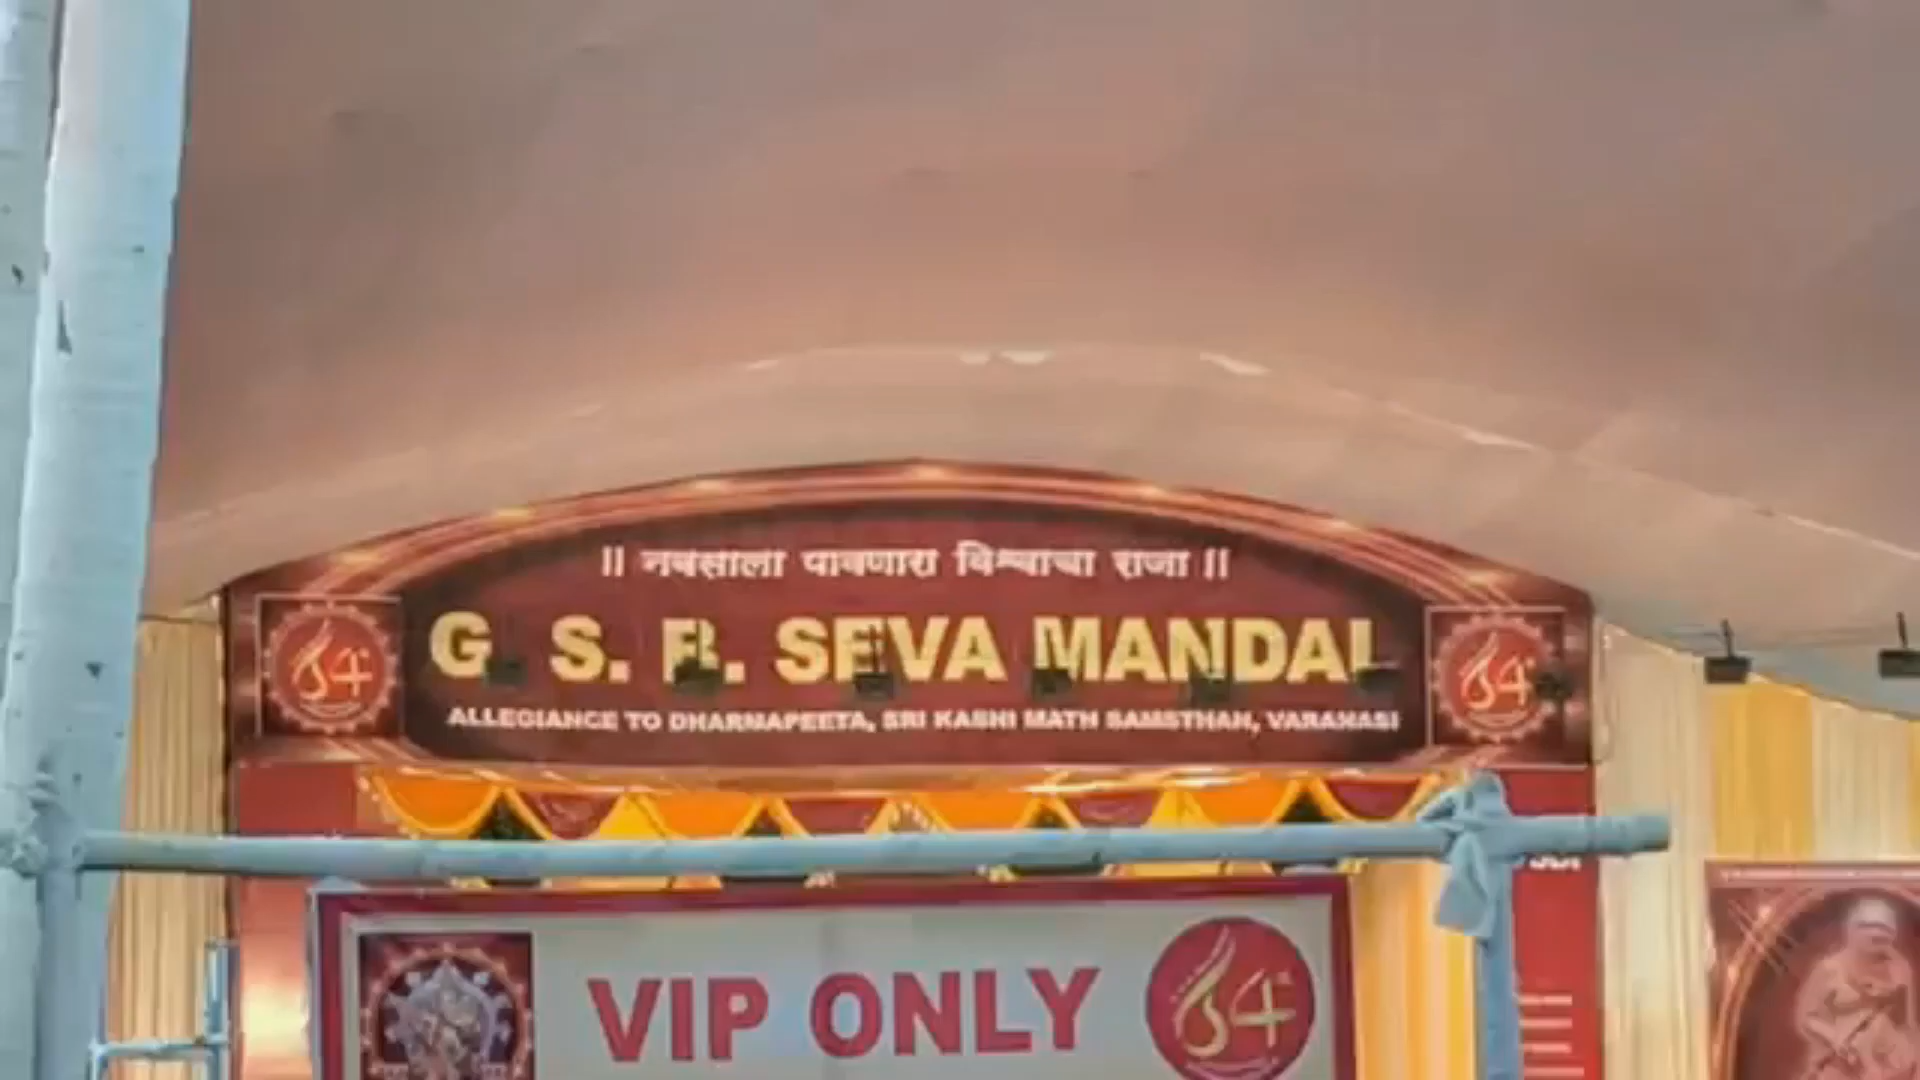 || नवसाला पावणारा विश्वाचा राजा ||
G. S. B. SEVA MANDAL
ALLEGIANCE TO DHARMAPEETA, SRI KASHI MATH SAMSTHAN, VARANASI
VIP ONLY